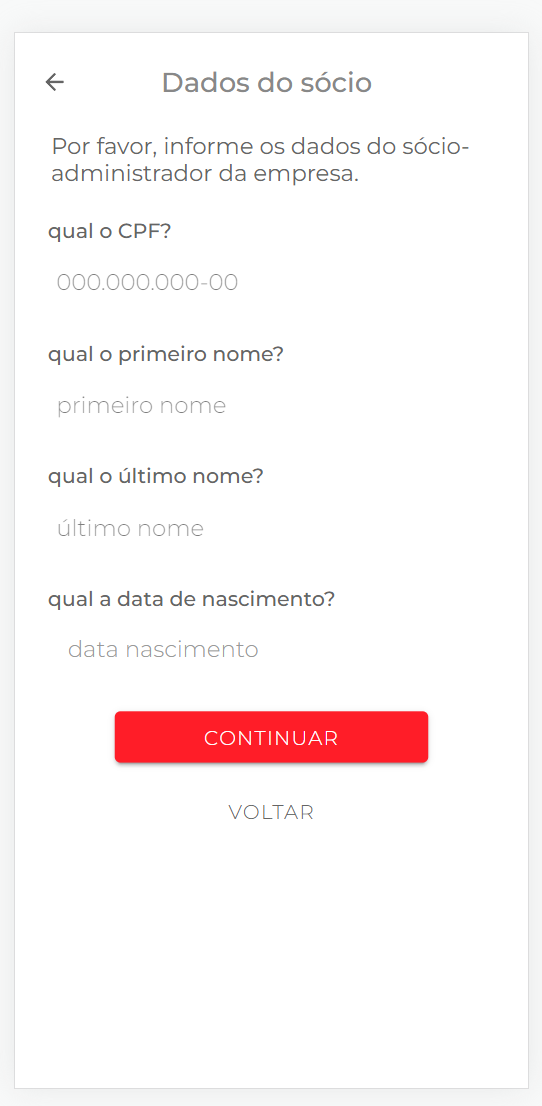 Dados do sócio
Por favor, informe os dados do sócio-
administrador da empresa.
qual o CPF?
000.000.000-00
qual o primeiro nome?
primeiro nome
qual o último nome?
último nome
qual a data de nascimento?
data nascimento
CONTINUAR
VOLTAR